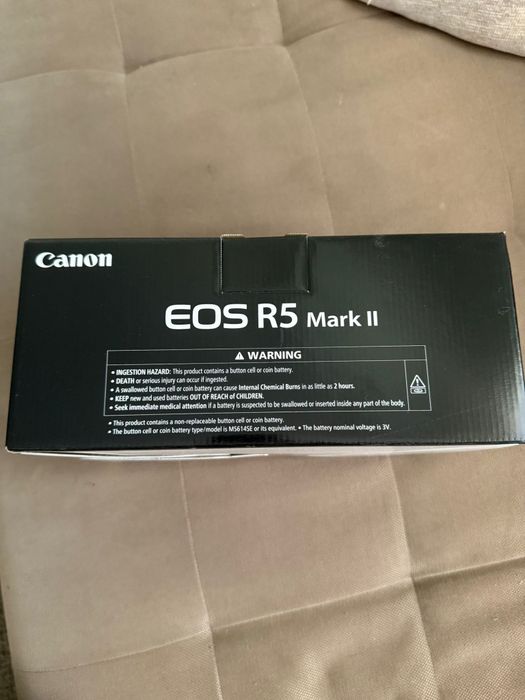 Canon
EOS R5 Mark II
⚠ WARNING
• INGESTION HAZARD: This product contains a button cell or coin battery.
• DEATH or serious injury can occur if ingested.
• A swallowed button cell or coin battery can cause Internal Chemical Burns in as little as 2 hours.
• KEEP new and used batteries OUT OF REACH of CHILDREN.
• Seek immediate medical attention if a battery is suspected to be swallowed or inserted inside any part of the body.
• This product contains a non-replaceable button cell or coin battery.
• The button cell or coin battery type/model is MS614SE or its equivalent. • The battery nominal voltage is 3V.